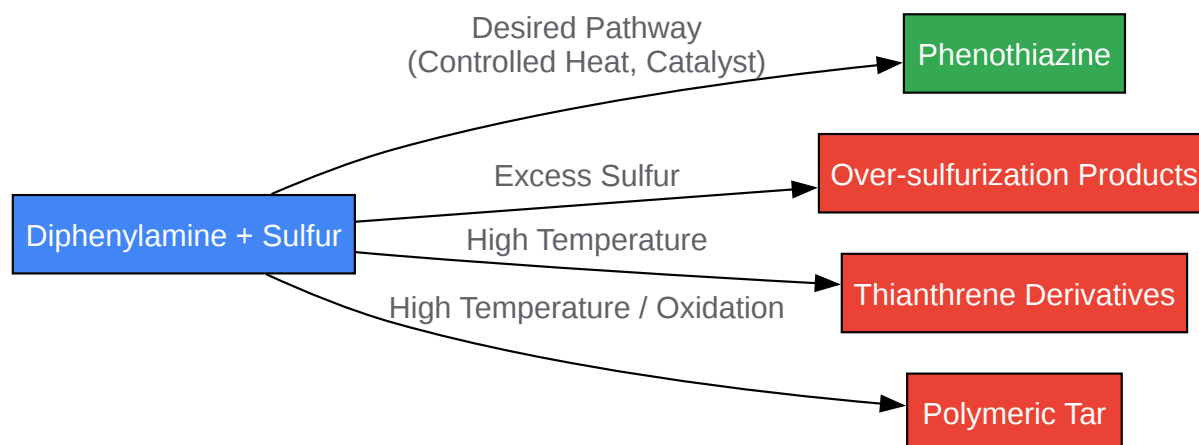 Desired Pathway
(Controlled Heat, Catalyst)
Phenothiazine
Excess Sulfur
Over-sulfurization Products
Diphenylamine + Sulfur
High Temperature
Thianthrene Derivatives
High Temperature / Oxidation
Polymeric Tar